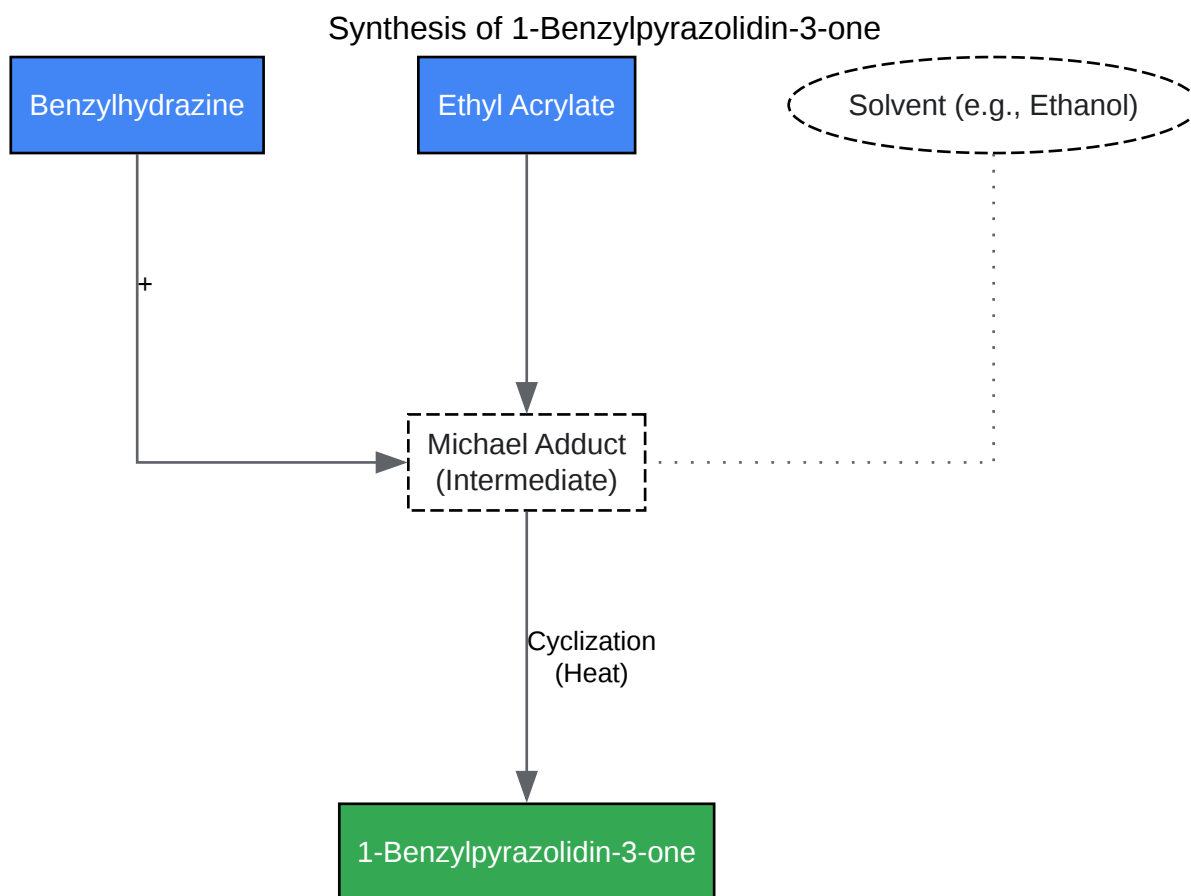 Synthesis of 1-Benzylpyrazolidin-3-one
Benzylhydrazine
Ethyl Acrylate
Solvent (e.g., Ethanol)
+
Michael Adduct
(Intermediate)
Cyclization
(Heat)
1-Benzylpyrazolidin-3-one